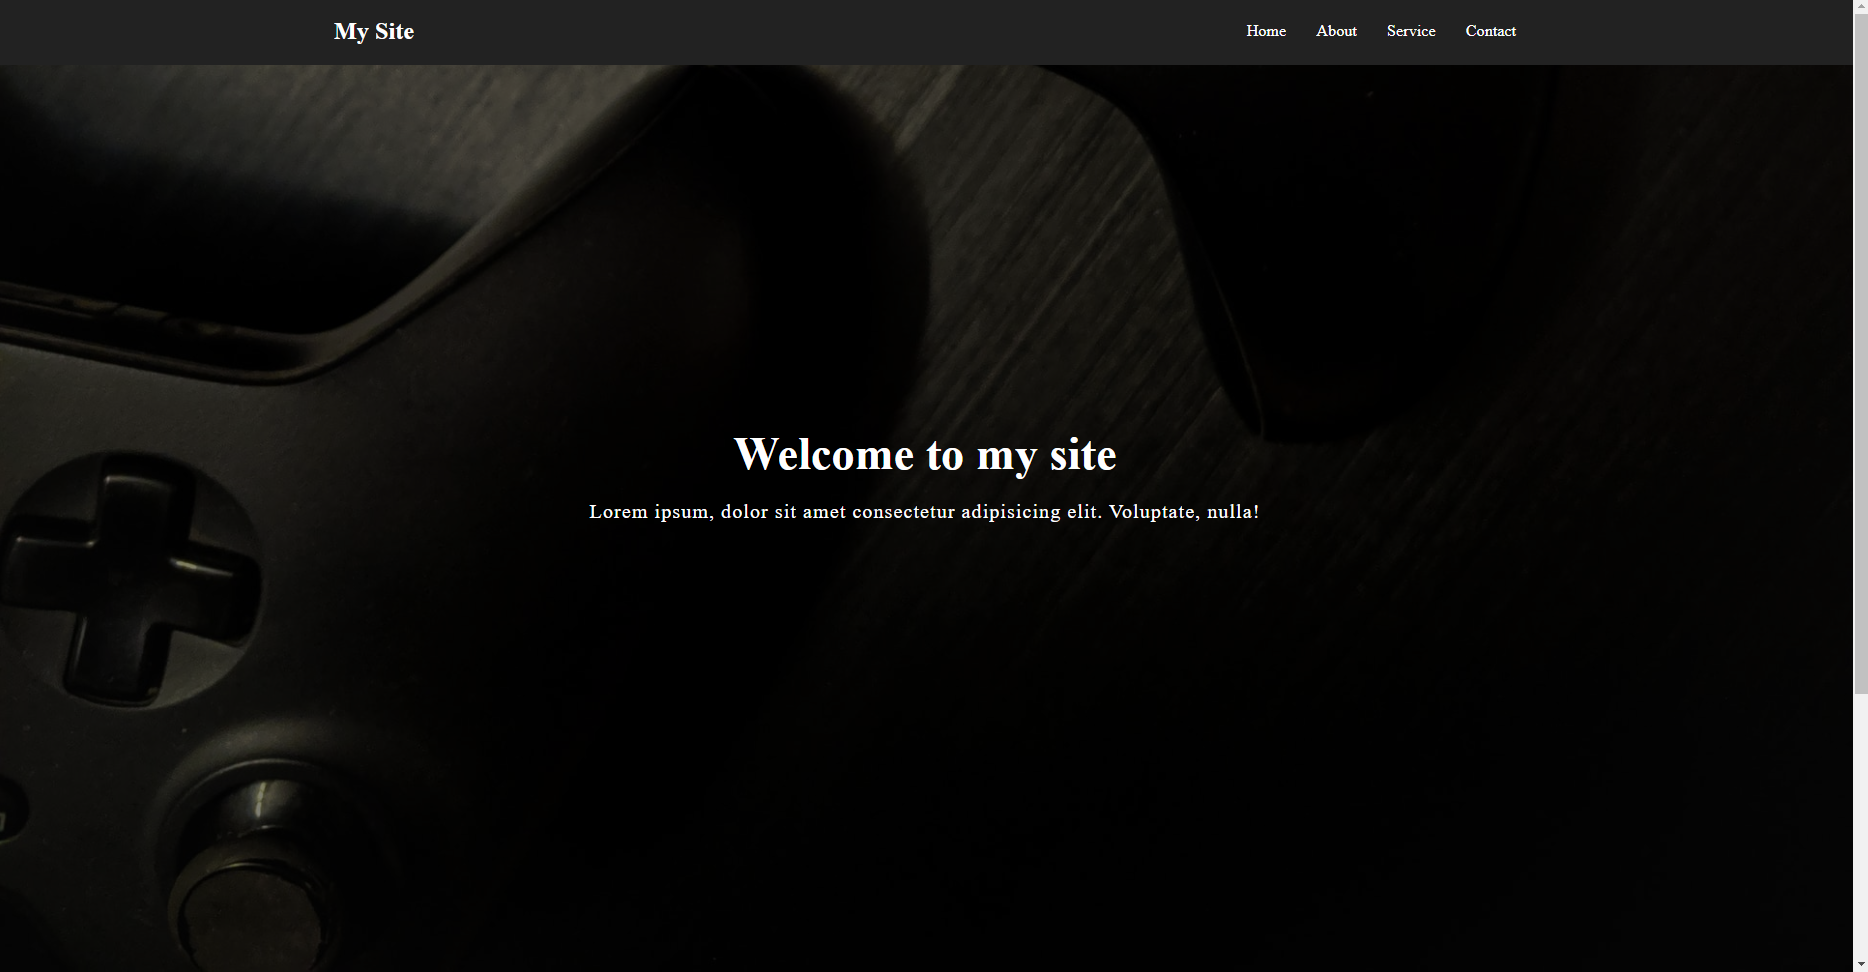 My Site
Home About Service Contact
Welcome to my site
Lorem ipsum, dolor sit amet consectetur adipisicing elit. Voluptate, nulla!